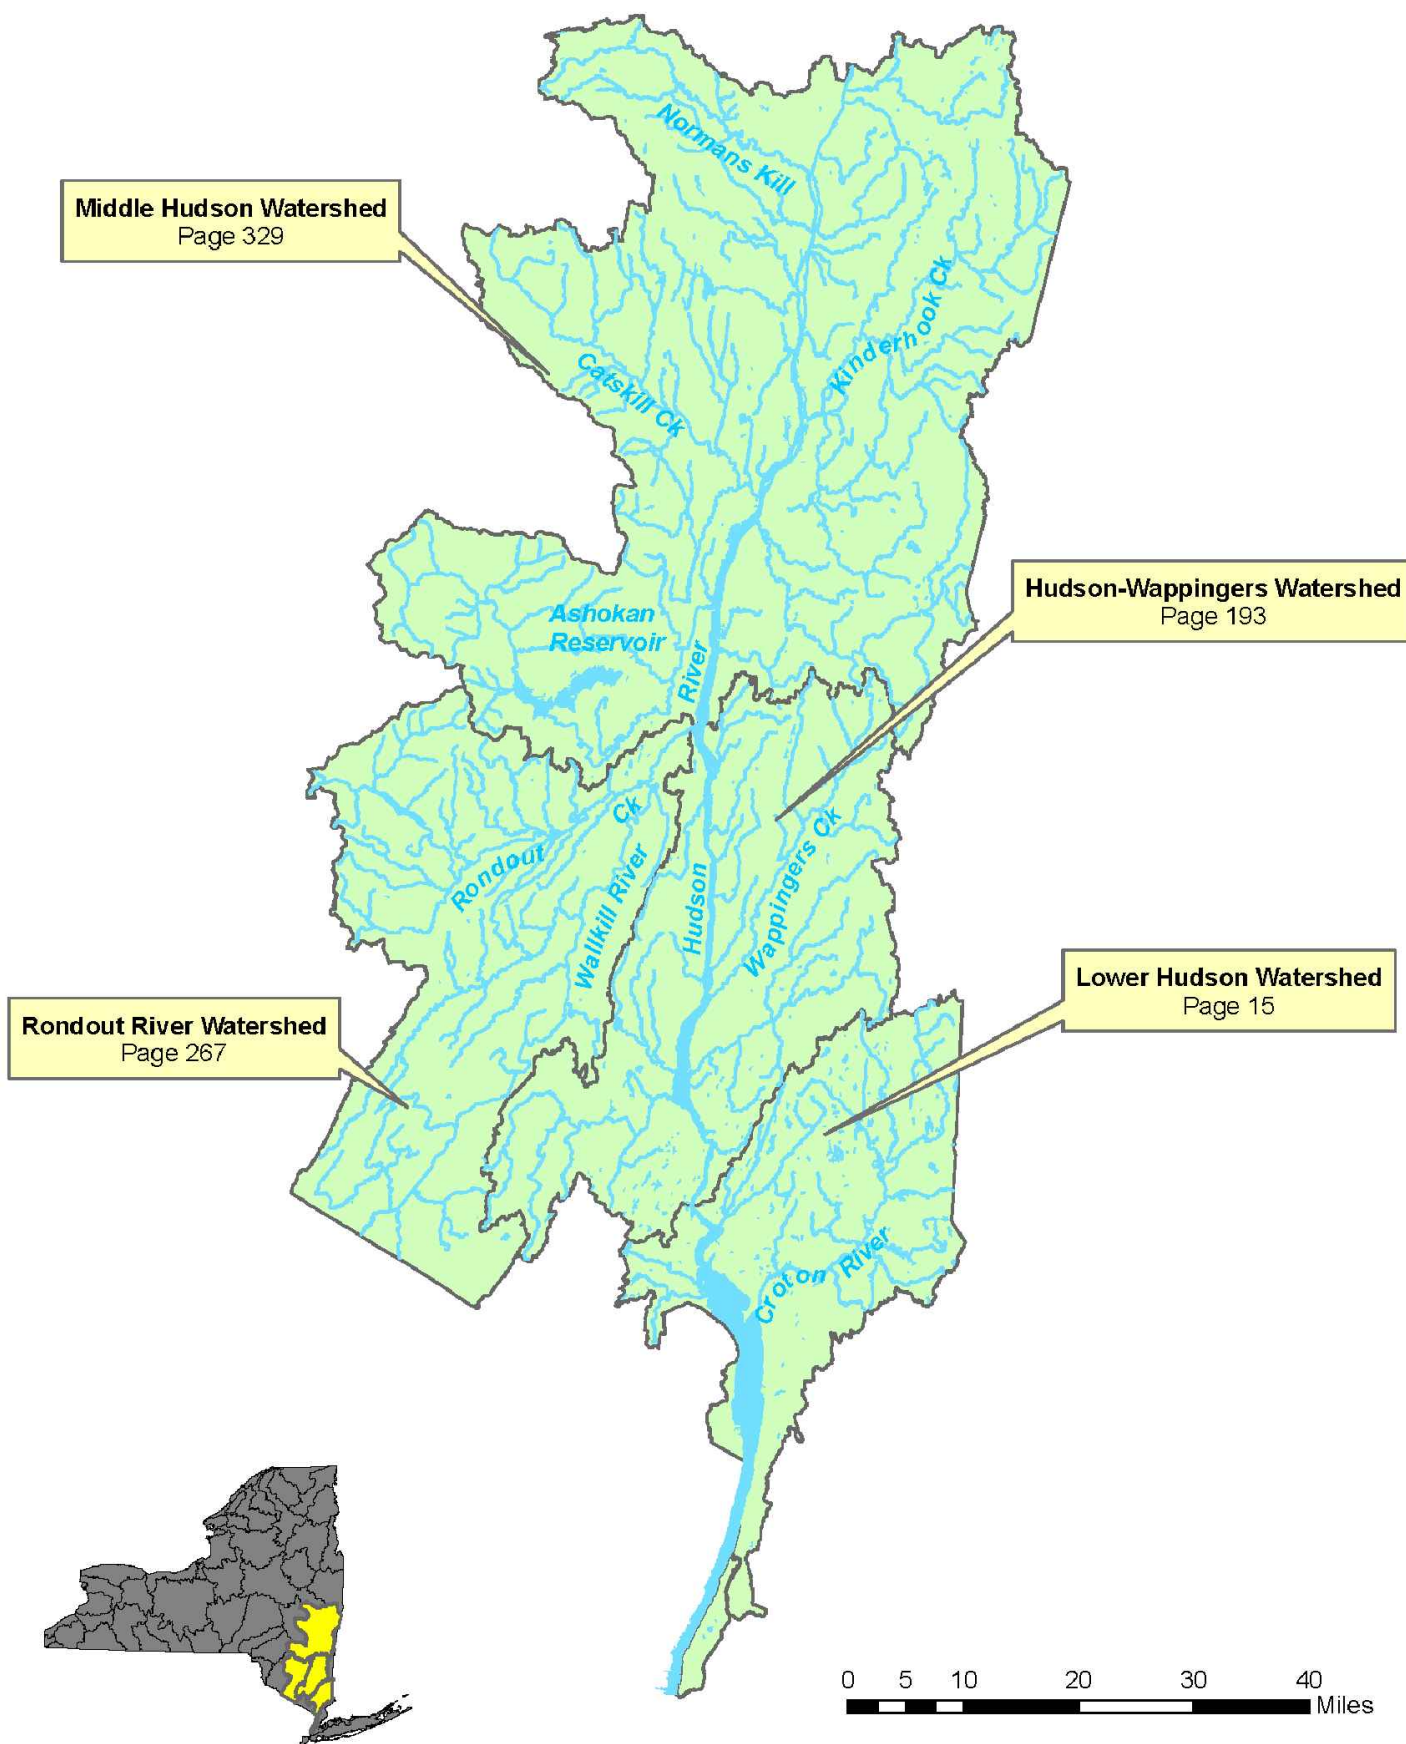 Normans Kill
Middle Hudson Watershed
Page 329
Kinderhook Ck
Catskill Ck
Hudson-Wappingers Watershed
Page 193
Ashokan
Reservoir
River
Rondout Ck
Wallkill River
Hudson
Wappingers Ck
Lower Hudson Watershed
Page 15
Rondout River Watershed
Page 267
Croton River
0 5 10 20 30 40
Miles